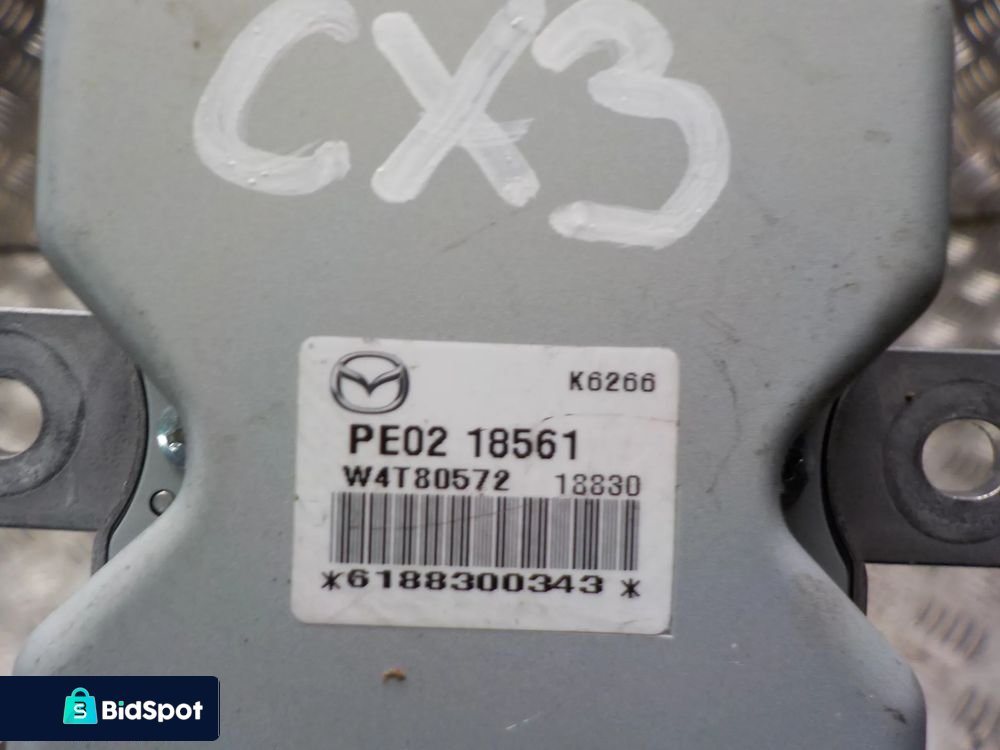 CX3
K6266
PE02 18561
W4T80572 18830
*6188300343*
BidSpot